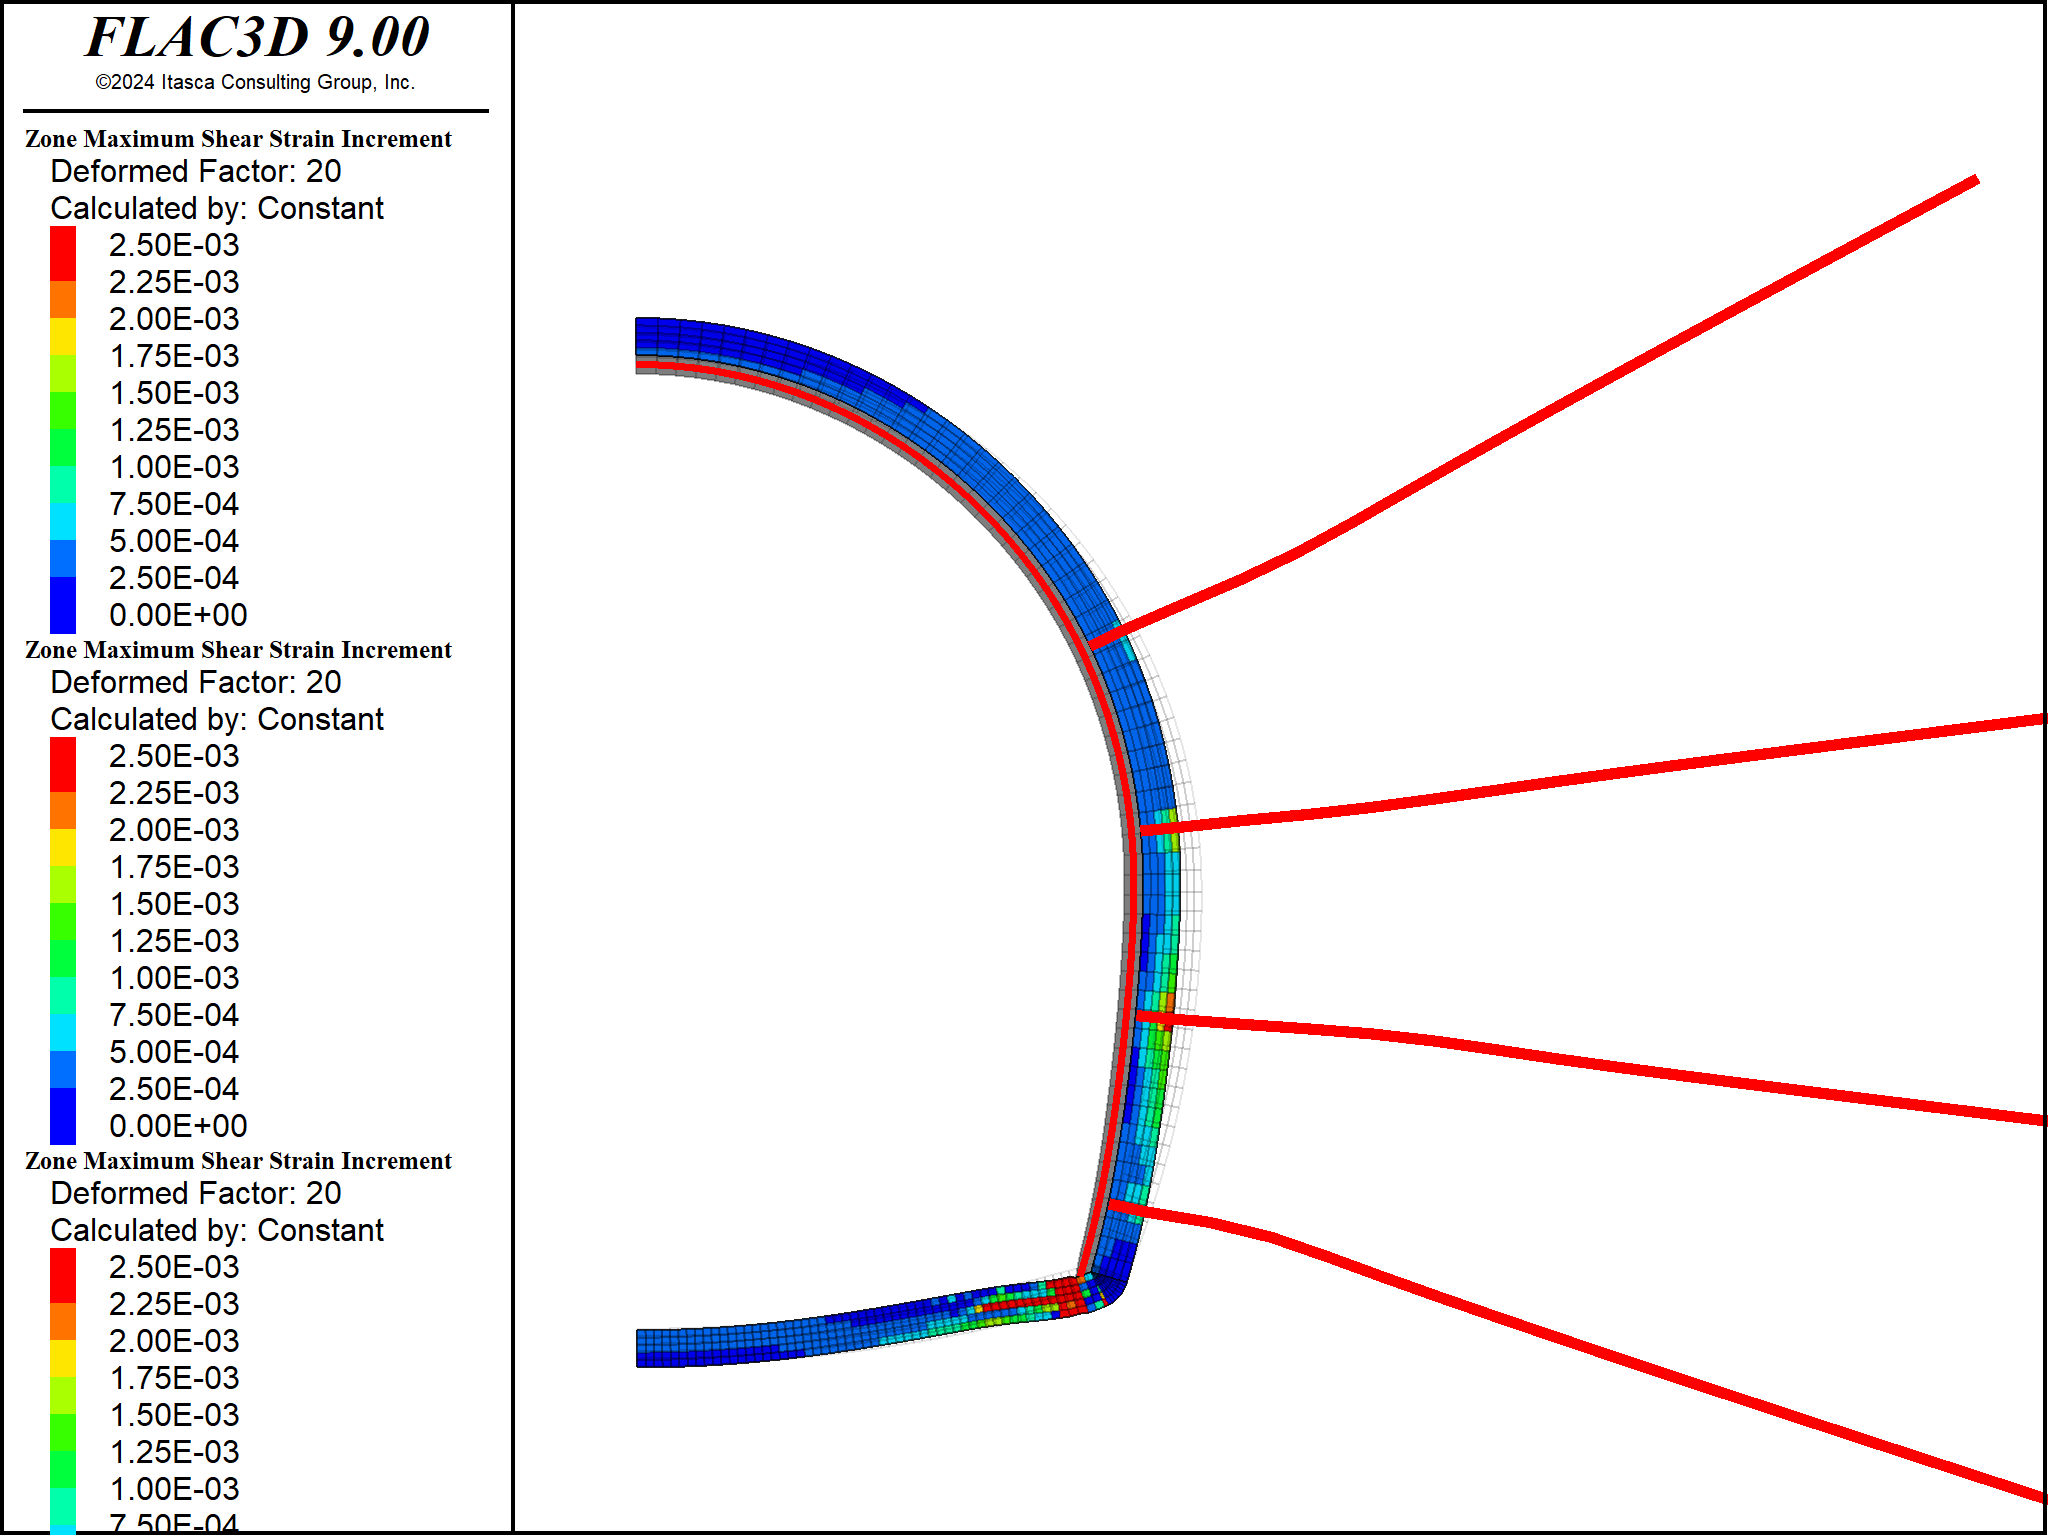 FLAC3D 9.00
©2024 Itasca Consulting Group, Inc.
Zone Maximum Shear Strain Increment
Deformed Factor: 20
Calculated by: Constant
2.50E-03
2.25E-03
2.00E-03
1.75E-03
1.50E-03
1.25E-03
1.00E-03
7.50E-04
5.00E-04
2.50E-04
0.00E+00
Zone Maximum Shear Strain Increment
Deformed Factor: 20
Calculated by: Constant
2.50E-03
2.25E-03
2.00E-03
1.75E-03
1.50E-03
1.25E-03
1.00E-03
7.50E-04
5.00E-04
2.50E-04
0.00E+00
Zone Maximum Shear Strain Increment
Deformed Factor: 20
Calculated by: Constant
2.50E-03
2.25E-03
2.00E-03
1.75E-03
1.50E-03
1.25E-03
1.00E-03
7.50E-04